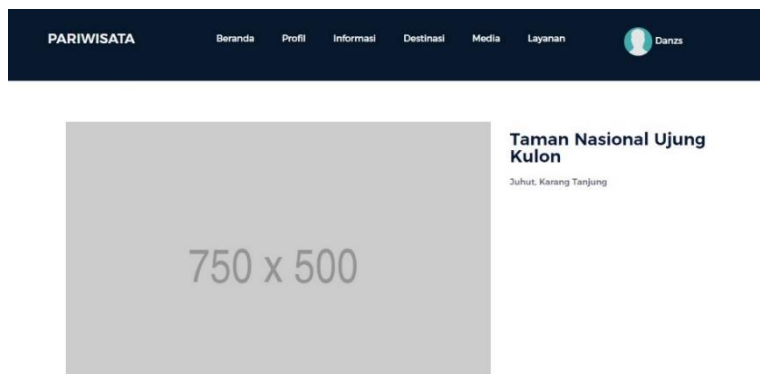 PARIWISATA Beranda Profil Informasi Destinasi Media Layanan Danzs
Taman Nasional Ujung
Kulon
Juhut, Karang Tanjung
750 x 500